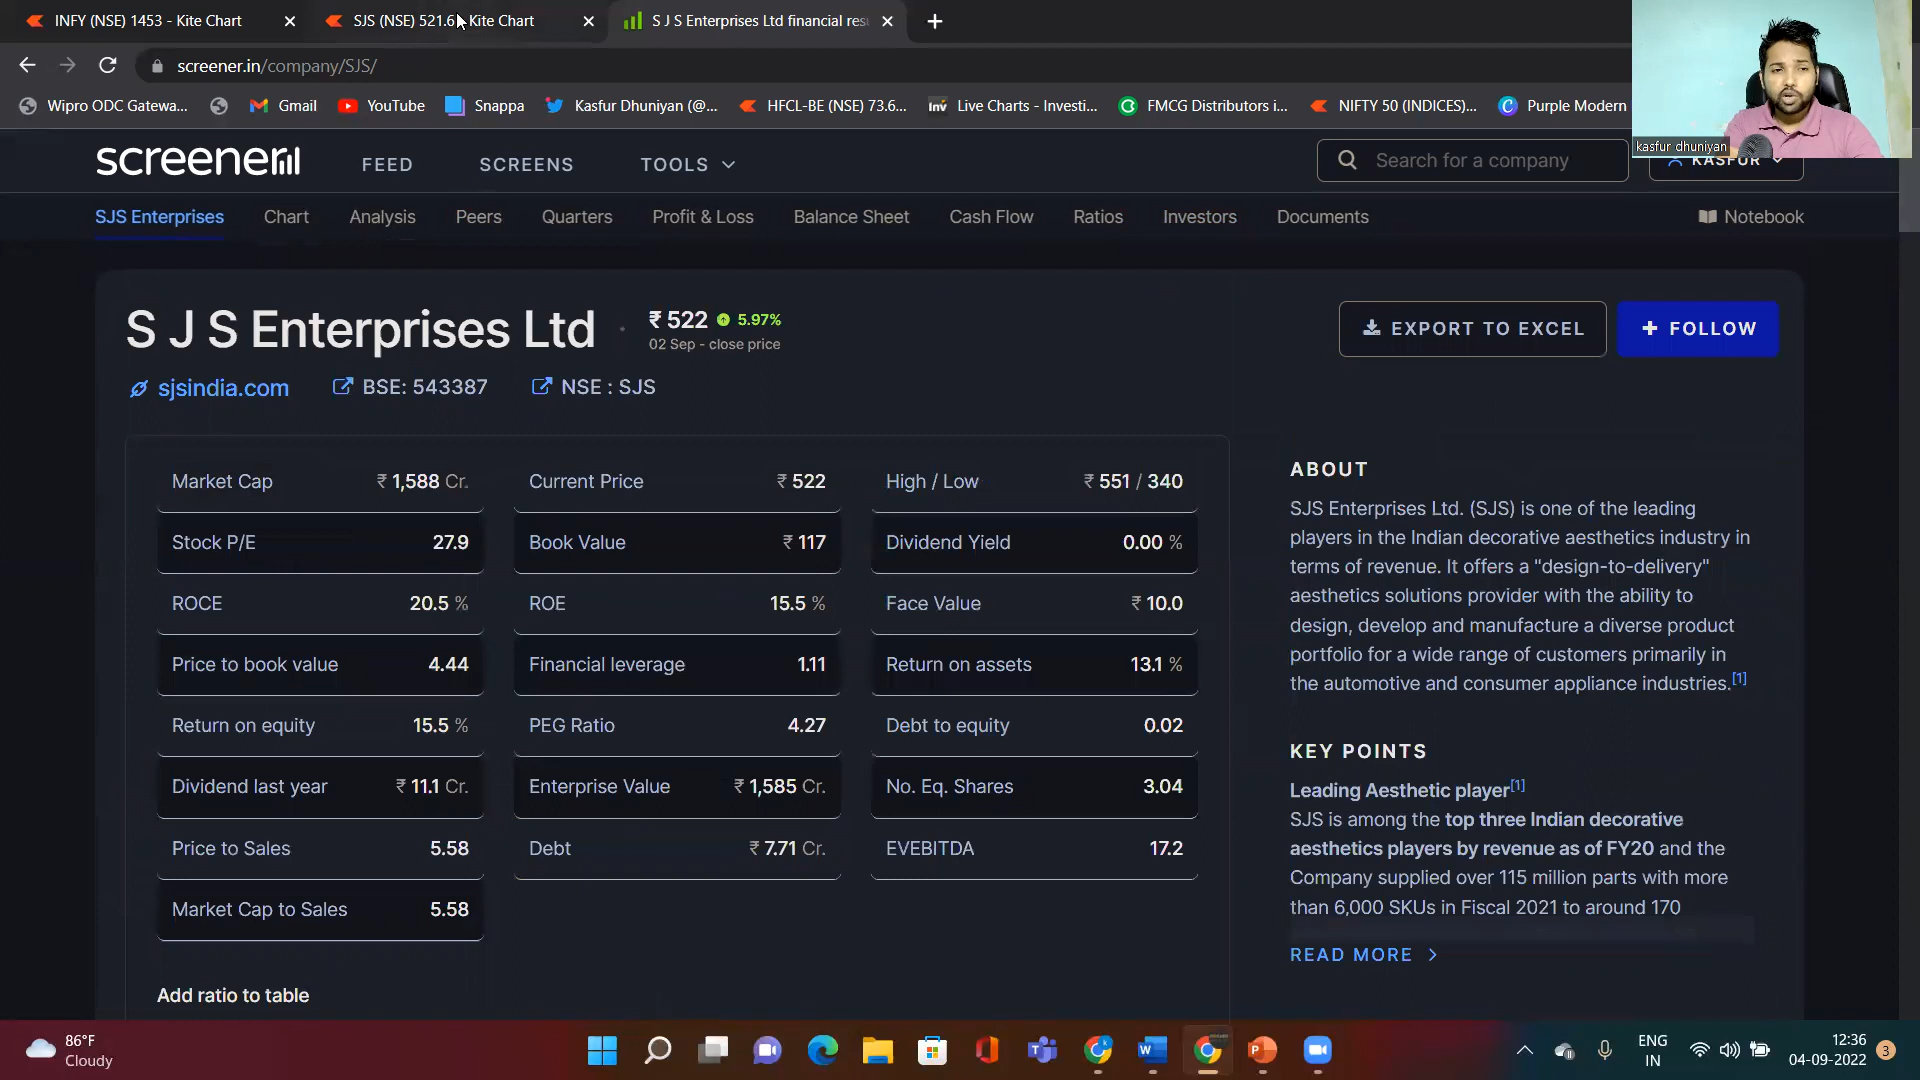 INFY (NSE) 1453 - Kite Chart
SJS (NSE) 521.6 Kite Chart
S J S Enterprises Ltd financial res
screener.in/company/SJS/
Wipro ODC Gatewa...
Gmail
YouTube
Snappa
Kasfur Dhuniyan (@...
HFCL-BE (NSE) 73.6...
Inv
Live Charts - Investi...
FMCG Distributors i...
NIFTY 50 (INDICES)...
Purple Modern
kasfur dhuniyan
screener
FEED
SCREENS
TOOLS
Search for a company
KASFUR
SJS Enterprises
Chart
Analysis
Peers
Quarters
Profit & Loss
Balance Sheet
Cash Flow
Ratios
Investors
Documents
Notebook
S J S Enterprises Ltd
₹ 522 5.97%
02 Sep - close price
EXPORT TO EXCEL
+ FOLLOW
sjsindia.com
BSE: 543387
NSE : SJS
Market Cap ₹ 1,588 Cr.
Current Price ₹ 522
High / Low ₹ 551 / 340
Stock P/E 27.9
Book Value ₹ 117
Dividend Yield 0.00 %
ROCE 20.5 %
ROE 15.5 %
Face Value ₹ 10.0
Price to book value 4.44
Financial leverage 1.11
Return on assets 13.1 %
Return on equity 15.5 %
PEG Ratio 4.27
Debt to equity 0.02
Dividend last year ₹ 11.1 Cr.
Enterprise Value ₹ 1,585 Cr.
No. Eq. Shares 3.04
Price to Sales 5.58
Debt ₹ 7.71 Cr.
EVEBITDA 17.2
Market Cap to Sales 5.58
Add ratio to table
ABOUT
SJS Enterprises Ltd. (SJS) is one of the leading
players in the Indian decorative aesthetics industry in
terms of revenue. It offers a "design-to-delivery"
aesthetics solutions provider with the ability to
design, develop and manufacture a diverse product
portfolio for a wide range of customers primarily in
the automotive and consumer appliance industries.[1]
KEY POINTS
Leading Aesthetic player[1]
SJS is among the top three Indian decorative
aesthetics players by revenue as of FY20 and the
Company supplied over 115 million parts with more
than 6,000 SKUs in Fiscal 2021 to around 170
READ MORE
86°F
Cloudy
ENG
IN
12:36
04-09-2022
3